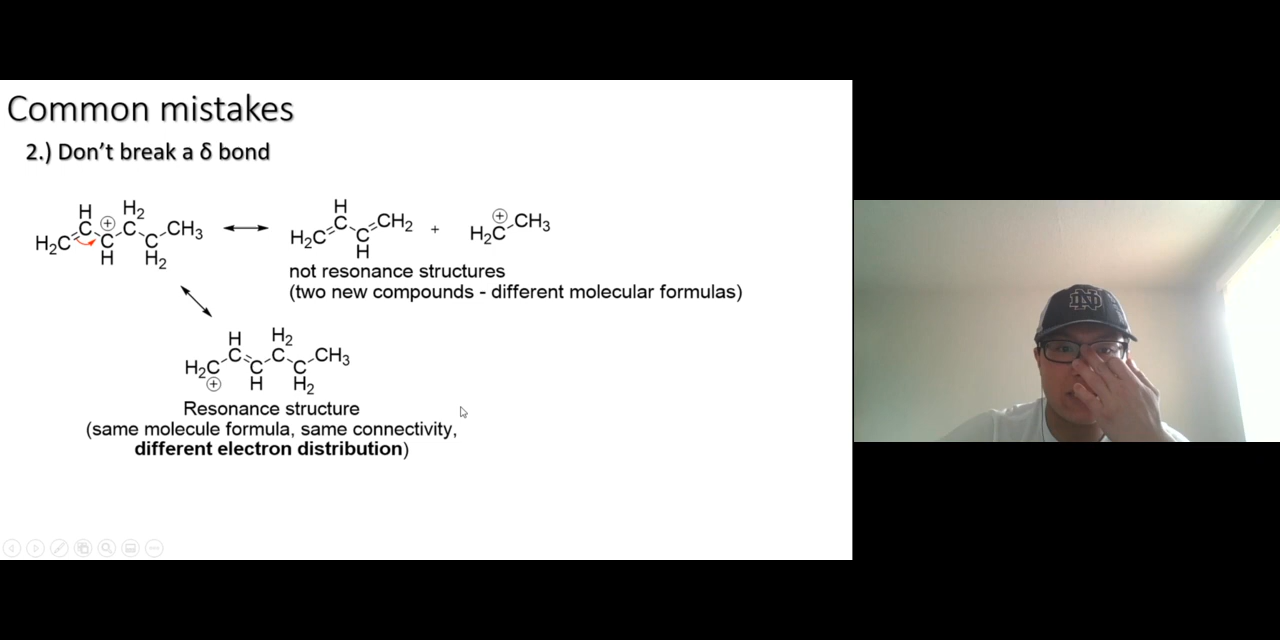 Common mistakes
2.) Don't break a δ bond
H H₂
H₂C C ⊕ C C C CH₃
H H₂
H
H₂C C C CH₂ + H₂C ⊕ CH₃
H
not resonance structures
(two new compounds - different molecular formulas)
H H₂
H₂C C C C C CH₃
⊕ H H₂
Resonance structure
(same molecule formula, same connectivity,
different electron distribution)
ND